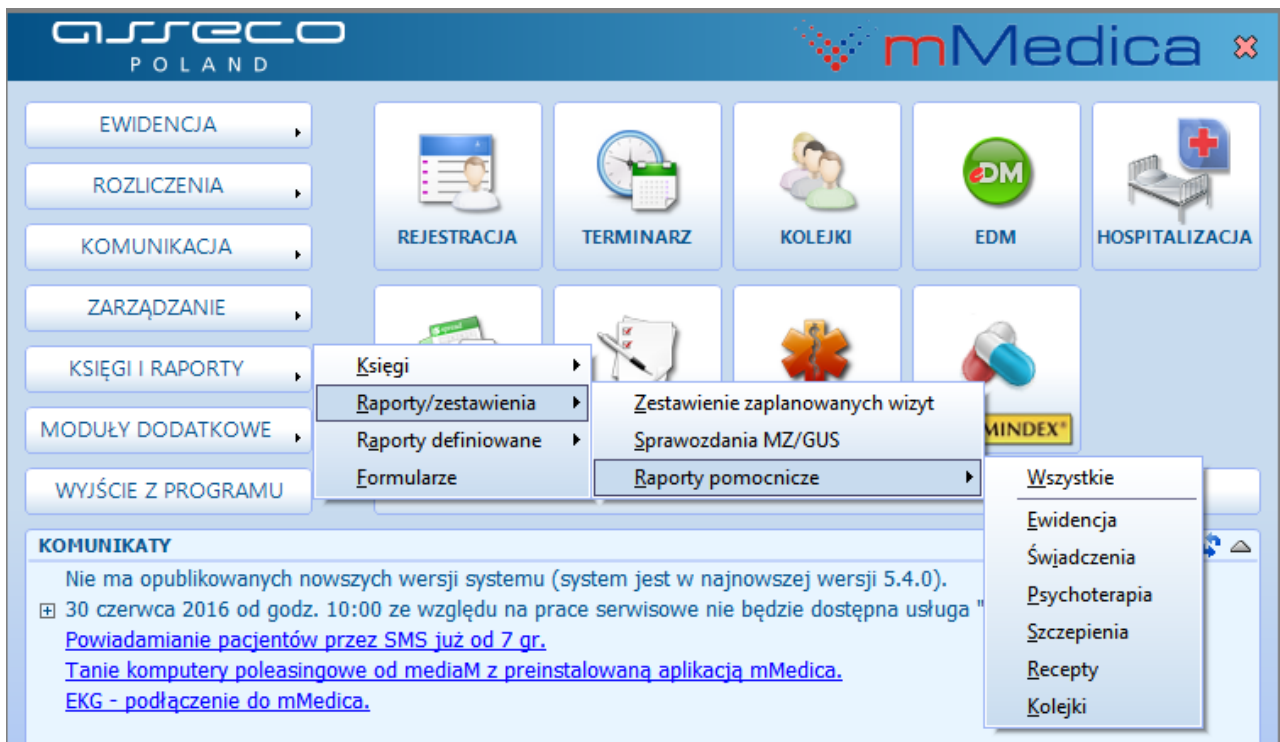 asseco
POLAND
mMedica
EWIDENCJA
ROZLICZENIA
KOMUNIKACJA
ZARZĄDZANIE
KSIĘGI I RAPORTY
MODUŁY DODATKOWE
WYJŚCIE Z PROGRAMU
REJESTRACJA
TERMINARZ
KOLEJKI
eDM
EDM
HOSPITALIZACJA
MINDEX
Księgi
Raporty/zestawienia
Raporty definiowane
Formularze
Zestawienie zaplanowanych wizyt
Sprawozdania MZ/GUS
Raporty pomocnicze
Wszystkie
Ewidencja
Świadczenia
Psychoterapia
Szczepienia
Recepty
Kolejki
KOMUNIKATY
Nie ma opublikowanych nowszych wersji systemu (system jest w najnowszej wersji 5.4.0).
30 czerwca 2016 od godz. 10:00 ze względu na prace serwisowe nie będzie dostępna usługa "
Powiadamianie pacjentów przez SMS już od 7 gr.
Tanie komputery poleasingowe od mediaM z preinstalowaną aplikacją mMedica.
EKG - podłączenie do mMedica.